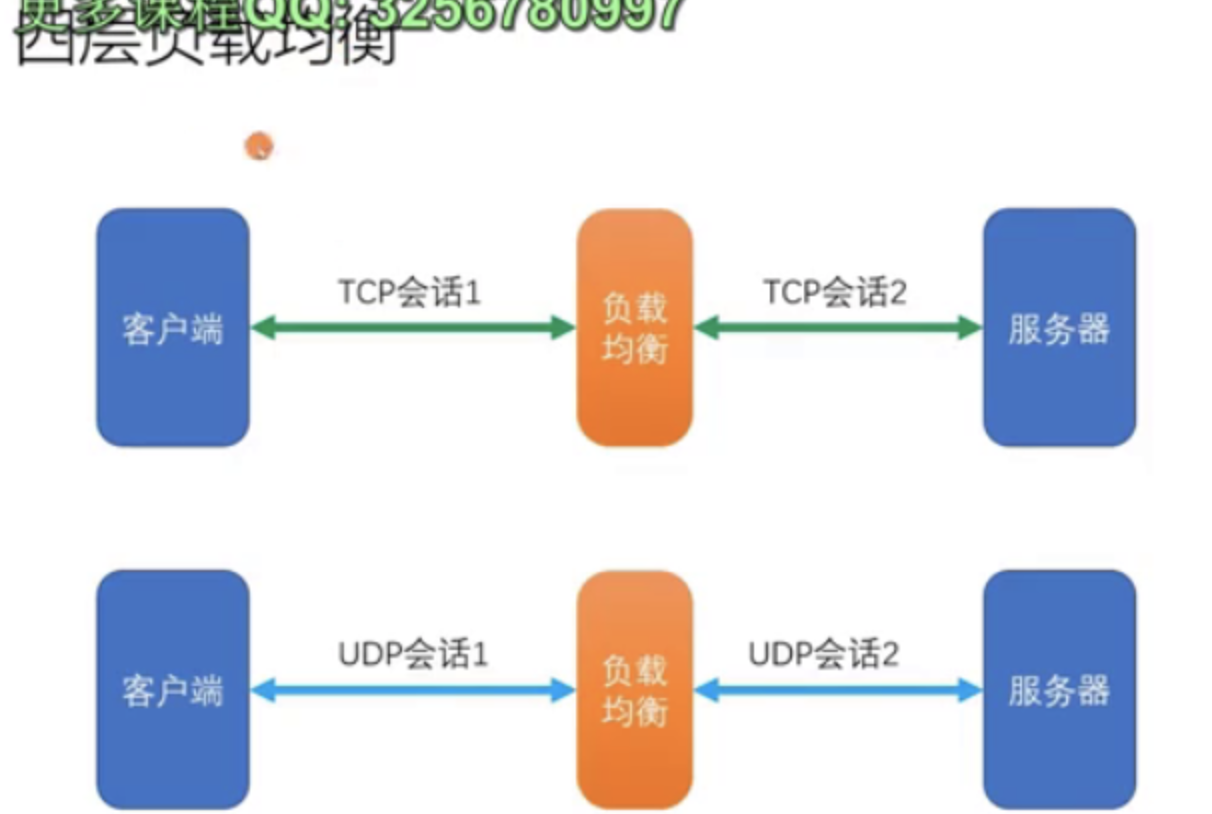 更多课程QQ: 3256780997
四层负载均衡
客户端
TCP会话1
负载
均衡
TCP会话2
服务器
客户端
UDP会话1
负载
均衡
UDP会话2
服务器